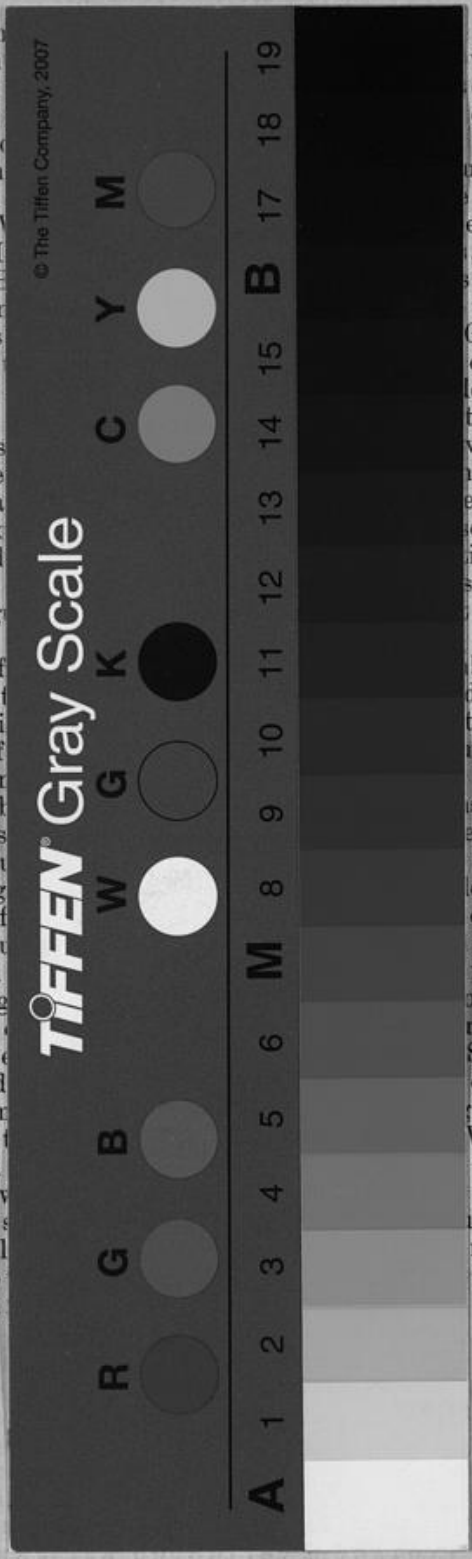 © The Tiffen Company, 2007
TIFFEN® Gray Scale
R G B W G K C Y M
A 1 2 3 4 5 6 M 8 9 10 11 12 13 14 15 B 17 18 19